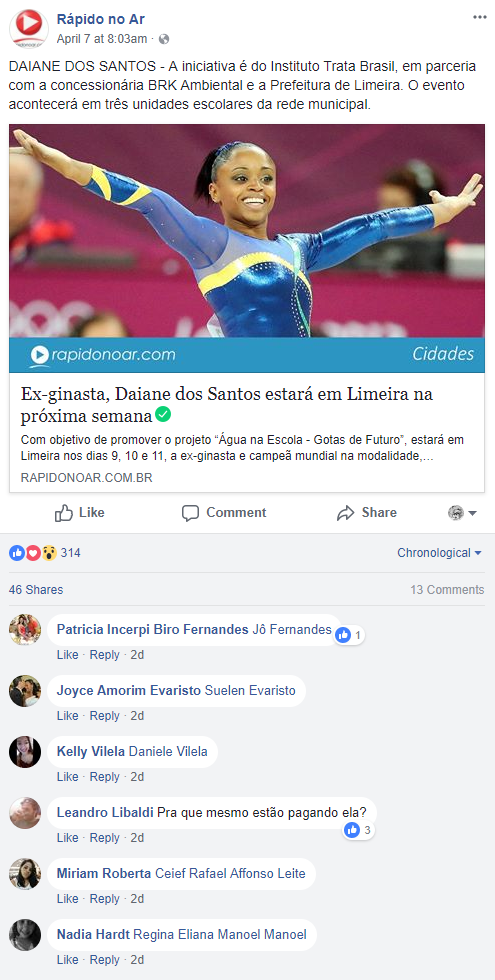 Rápido no Ar
April 7 at 8:03am ·
DAIANE DOS SANTOS - A iniciativa é do Instituto Trata Brasil, em parceria
com a concessionária BRK Ambiental e a Prefeitura de Limeira. O evento
acontecerá em três unidades escolares da rede municipal.
rapidonoar.com
Cidades
Ex-ginasta, Daiane dos Santos estará em Limeira na
próxima semana
Com objetivo de promover o projeto “Água na Escola - Gotas de Futuro”, estará em
Limeira nos dias 9, 10 e 11, a ex-ginasta e campeã mundial na modalidade,...
RAPIDONOAR.COM.BR
Like Comment Share
314 Chronological
46 Shares 13 Comments
Patricia Incerpi Biro Fernandes Jô Fernandes
1
Like · Reply · 2d
Joyce Amorim Evaristo Suelen Evaristo
Like · Reply · 2d
Kelly Vilela Daniele Vilela
Like · Reply · 2d
Leandro Libaldi Pra que mesmo estão pagando ela?
3
Like · Reply · 2d
Miriam Roberta Ceief Rafael Affonso Leite
Like · Reply · 2d
Nadia Hardt Regina Eliana Manoel Manoel
Like · Reply · 2d